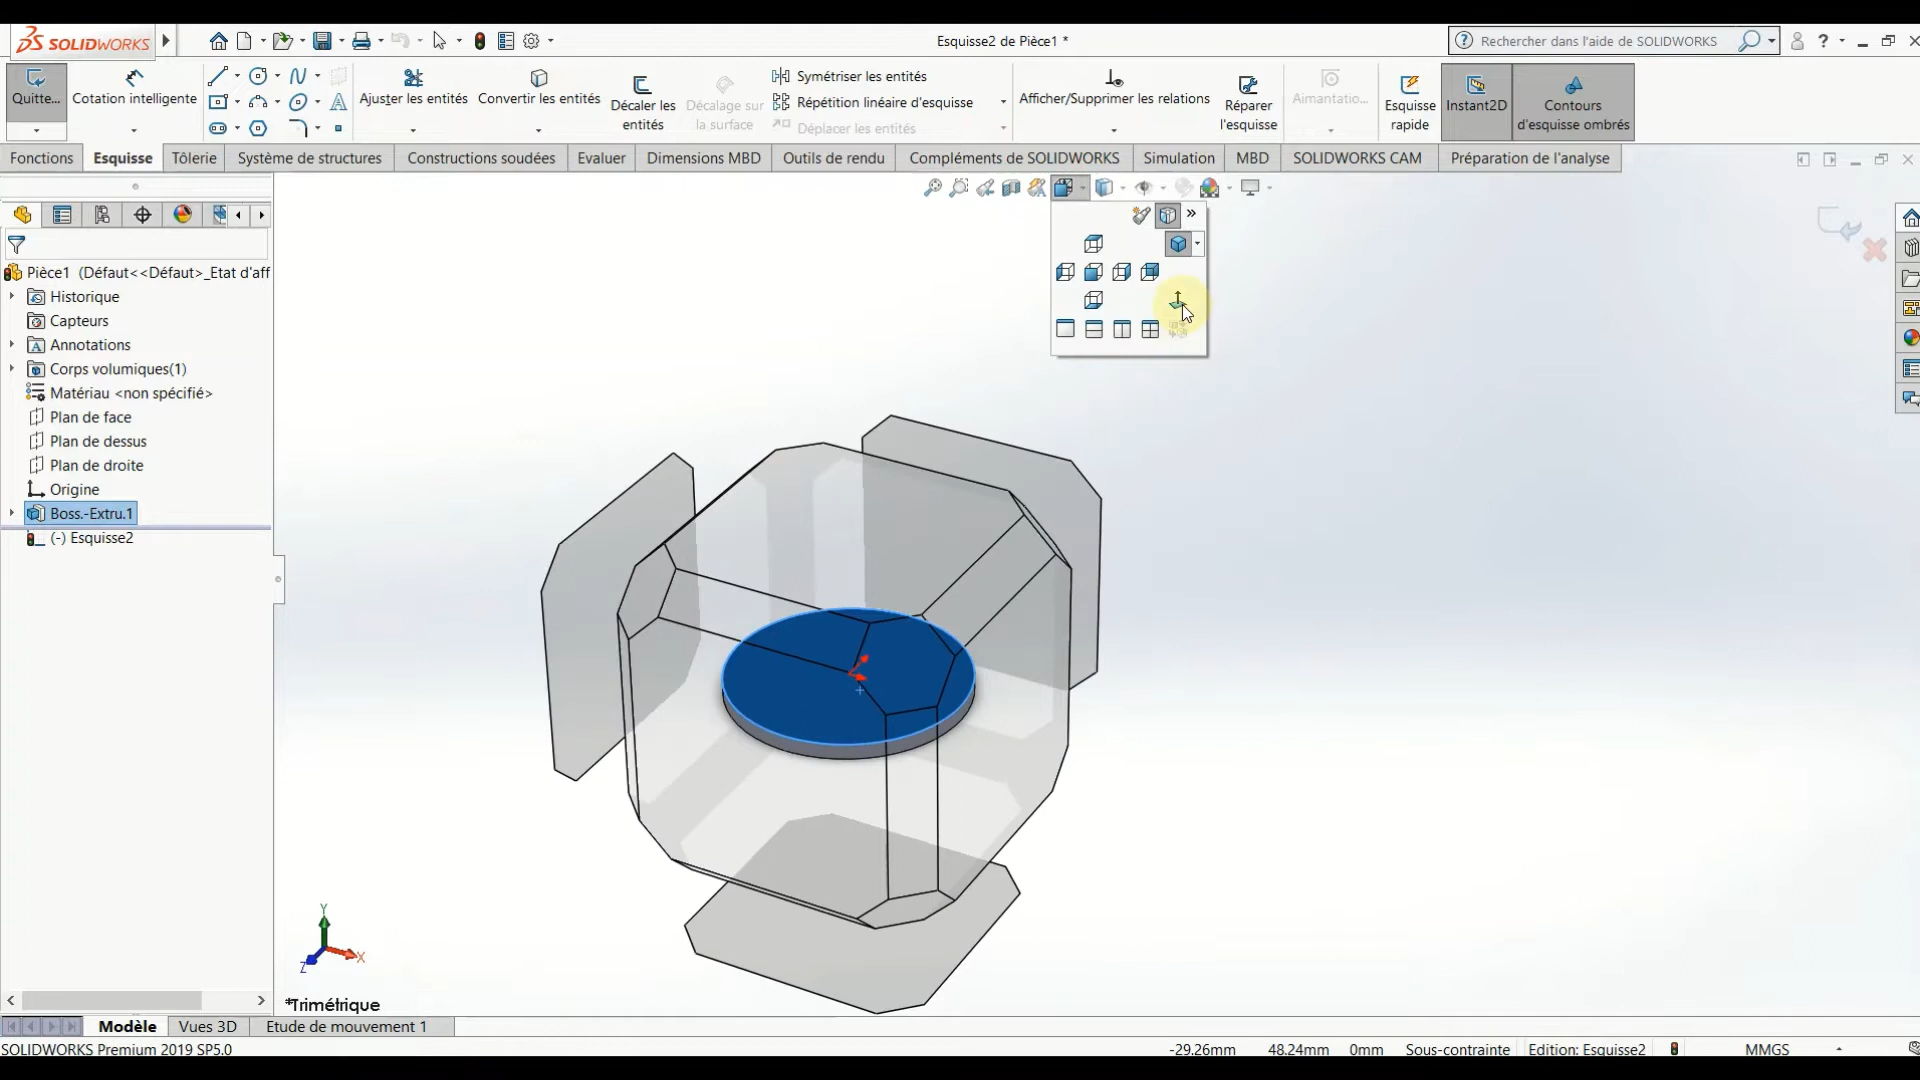 SOLIDWORKS
Esquisse2 de Pièce1 *
Rechercher dans l'aide de SOLIDWORKS
?
Quitte...
Cotation intelligente
Ajuster les entités
Convertir les entités
Décaler les entités
Décalage sur la surface
Symétriser les entités
Répétition linéaire d'esquisse
Déplacer les entités
Afficher/Supprimer les relations
Réparer l'esquisse
Aimantatio...
Esquisse rapide
Instant2D
Contours d'esquisse ombrés
Fonctions
Esquisse
Tôlerie
Système de structures
Constructions soudées
Evaluer
Dimensions MBD
Outils de rendu
Compléments de SOLIDWORKS
Simulation
MBD
SOLIDWORKS CAM
Préparation de l'analyse
Pièce1 (Défaut<<Défaut>_Etat d'aff
Historique
Capteurs
Annotations
Corps volumiques(1)
Matériau <non spécifié>
Plan de face
Plan de dessus
Plan de droite
Origine
Boss.-Extru.1
(-) Esquisse2
Y
X
Z
*Trimétrique
Modèle
Vues 3D
Etude de mouvement 1
SOLIDWORKS Premium 2019 SP5.0
-29.26mm
48.24mm
0mm
Sous-contrainte
Edition: Esquisse2
MMGS